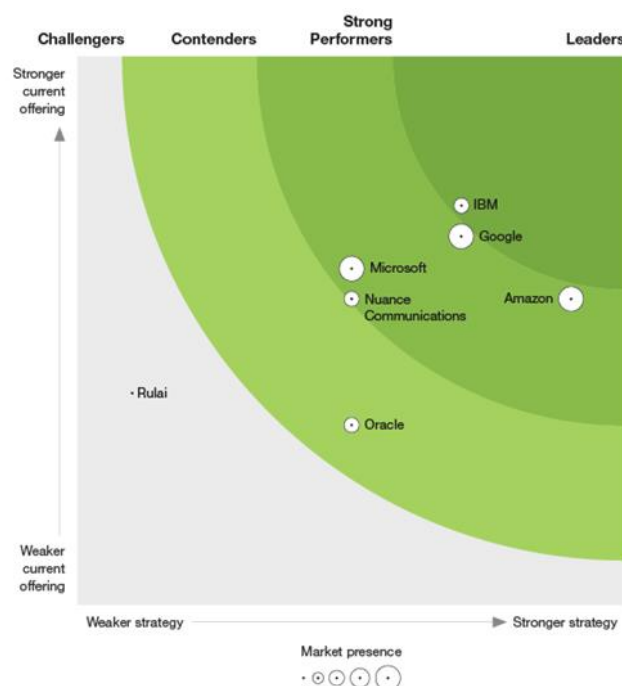 Challengers
Contenders
Strong
Performers
Leaders
Stronger
current
offering
IBM
Google
Microsoft
Nuance
Communications
Amazon
Rulai
Oracle
Weaker
current
offering
Weaker strategy
Stronger strategy
Market presence